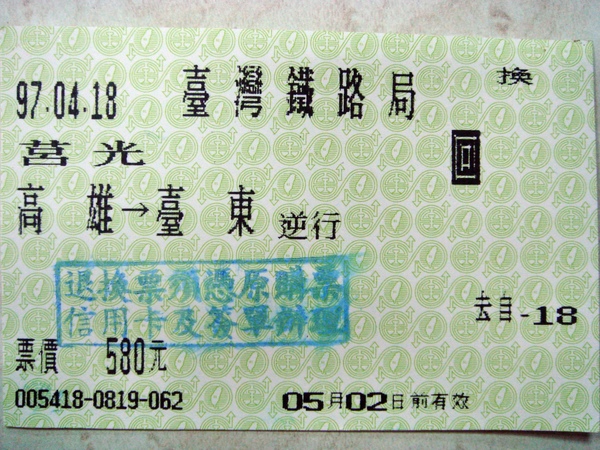 換
97.04.18 臺灣鐵路局
莒光 回
高雄→臺東 逆行
退換票須憑原購票
信用卡及簽單辦理
去自-18
票價 580元
005418-0819-062 05月02日前有效